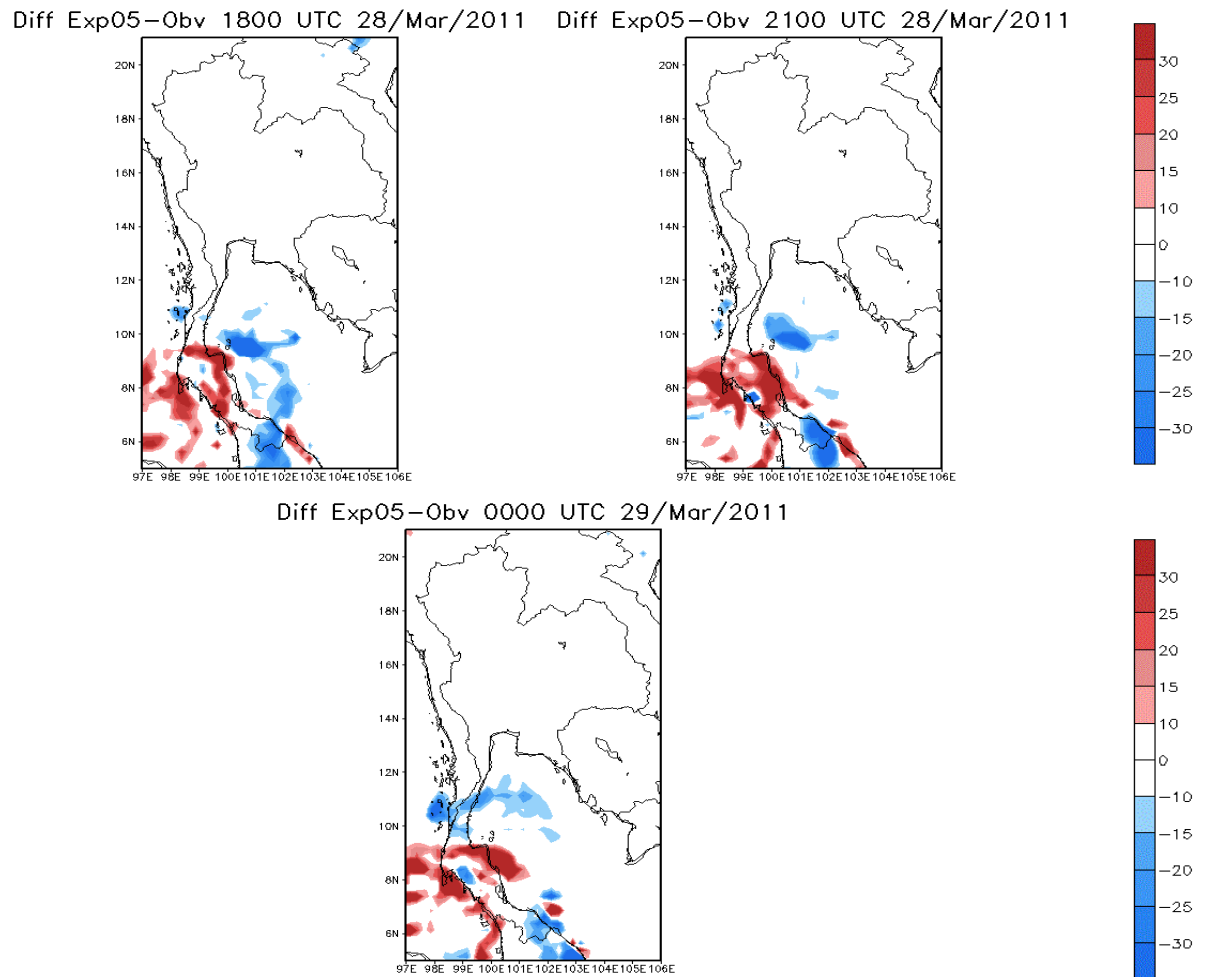 Diff Exp05-Obv 1800 UTC 28/Mar/2011
20N
18N
16N
14N
12N
10N
8N
6N
97E 98E 99E 100E 101E 102E 103E 104E 105E 106E
Diff Exp05-Obv 2100 UTC 28/Mar/2011
20N
18N
16N
14N
12N
10N
8N
6N
97E 98E 99E 100E 101E 102E 103E 104E 105E 106E
30
25
20
15
10
0
-10
-15
-20
-25
-30
Diff Exp05-Obv 0000 UTC 29/Mar/2011
20N
18N
16N
14N
12N
10N
8N
6N
97E 98E 99E 100E 101E 102E 103E 104E 105E 106E
30
25
20
15
10
0
-10
-15
-20
-25
-30